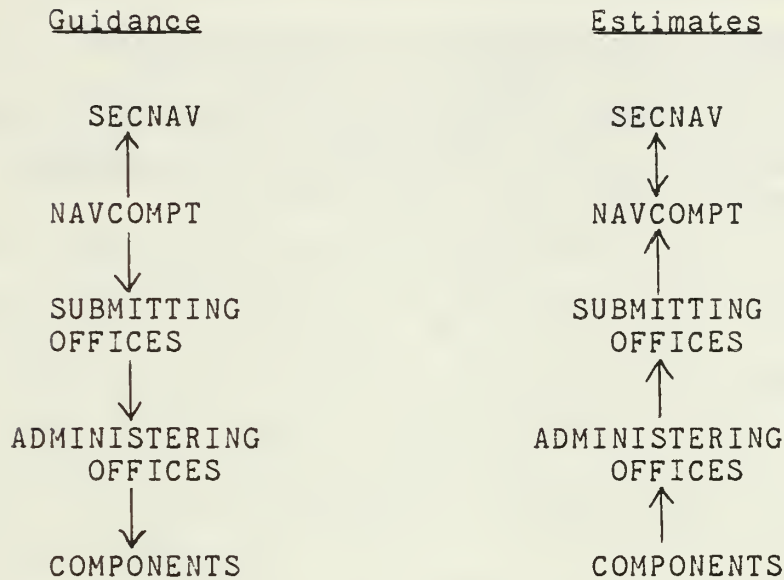 Guidance
SECNAV
NAVCOMPT
SUBMITTING
OFFICES
ADMINISTERING
OFFICES
COMPONENTS
Estimates
SECNAV
NAVCOMPT
SUBMITTING
OFFICES
ADMINISTERING
OFFICES
COMPONENTS